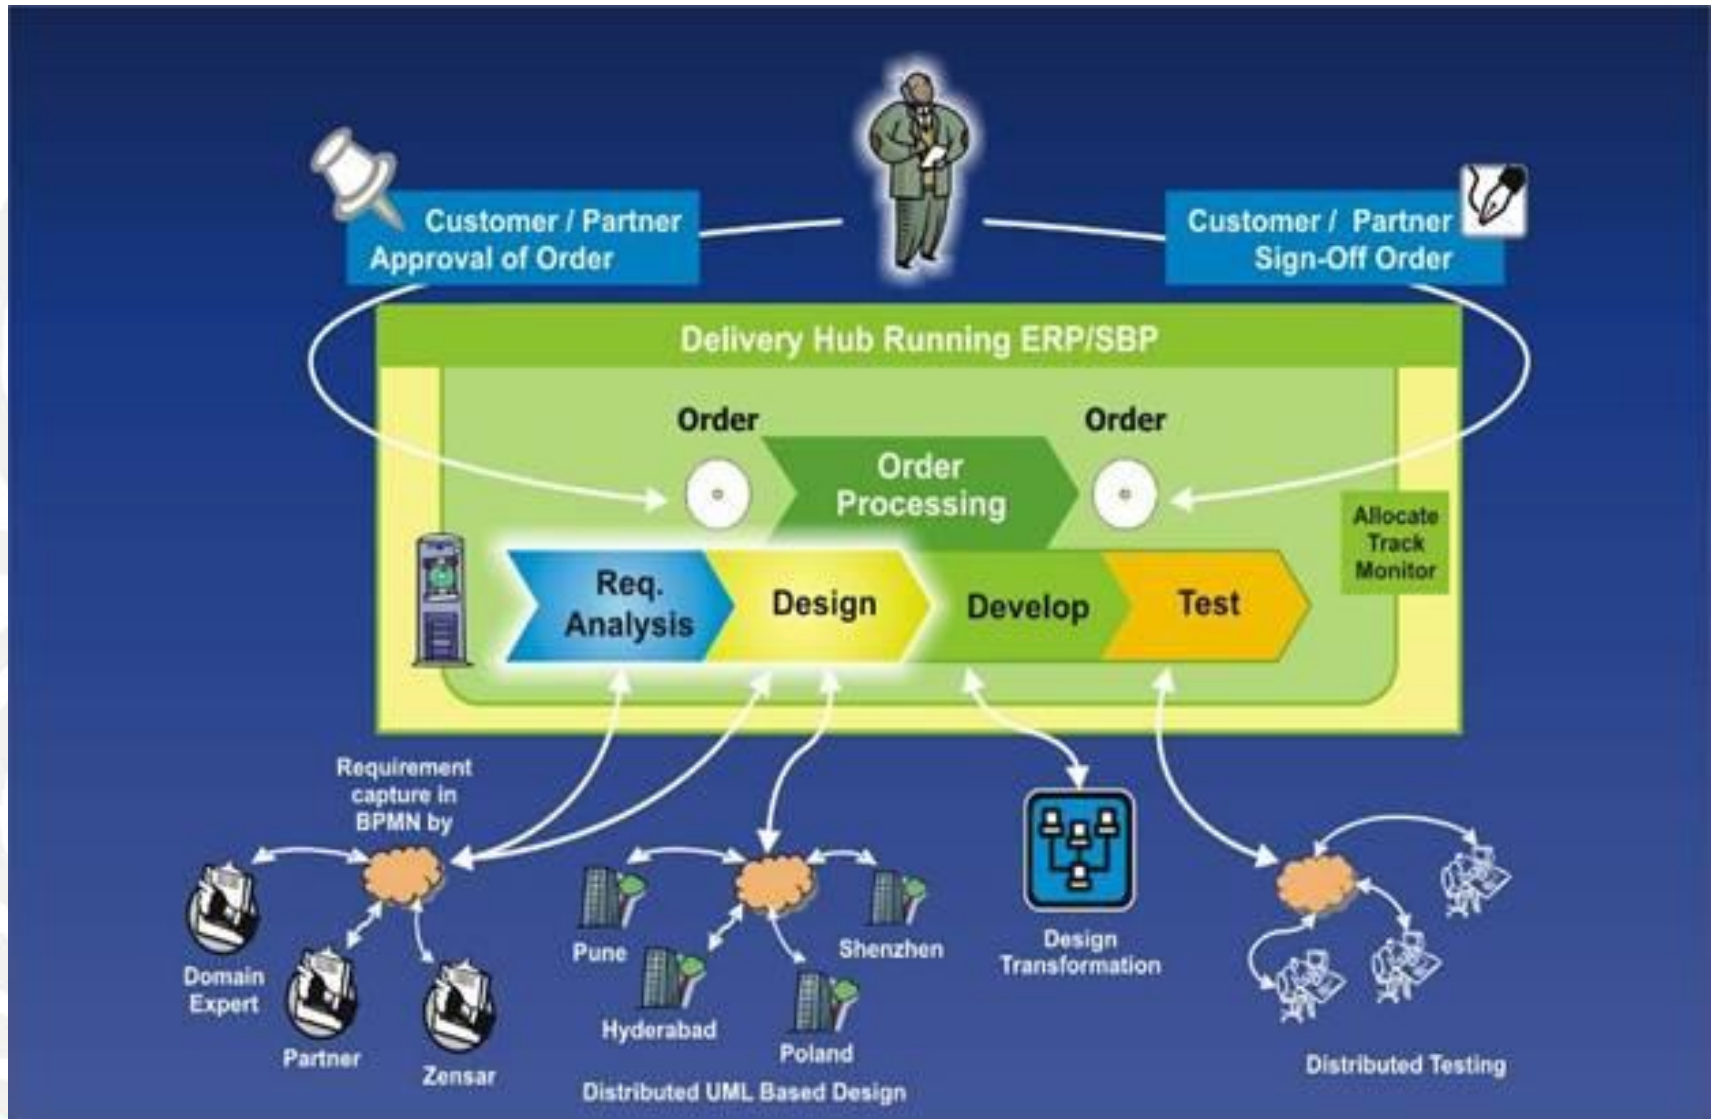 Customer / Partner
Approval of Order
Customer / Partner
Sign-Off Order
Delivery Hub Running ERP/SBP
Order
Order
Order
Processing
Allocate
Track
Monitor
Req.
Analysis
Design
Develop
Test
Requirement
capture in
BPMN by
Domain
Expert
Partner
Zensar
Pune
Hyderabad
Poland
Shenzhen
Distributed UML Based Design
Design
Transformation
Distributed Testing